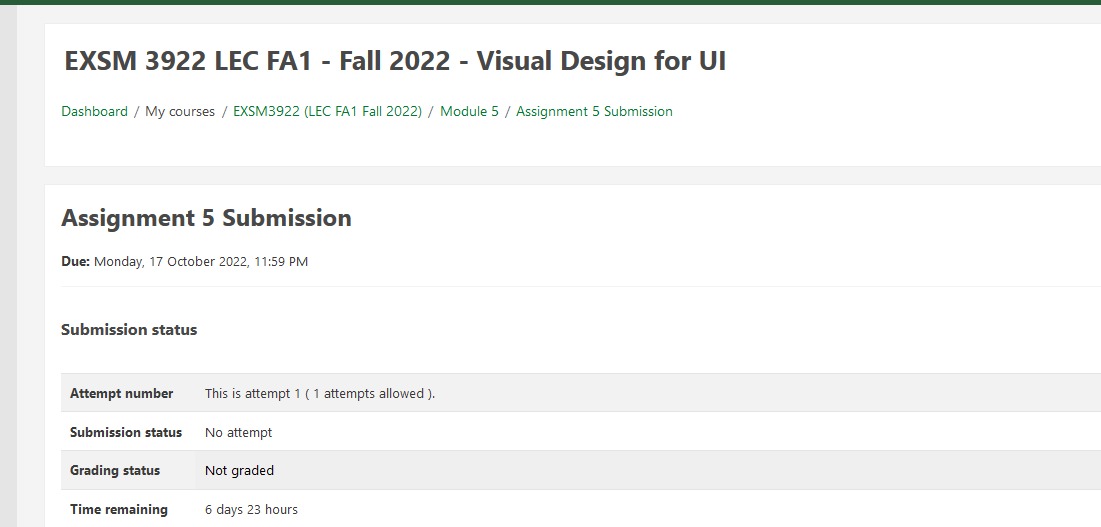 EXSM 3922 LEC FA1 - Fall 2022 - Visual Design for UI
Dashboard / My courses / EXSM3922 (LEC FA1 Fall 2022) / Module 5 / Assignment 5 Submission
Assignment 5 Submission
Due: Monday, 17 October 2022, 11:59 PM
Submission status
Attempt number This is attempt 1 ( 1 attempts allowed ).
Submission status No attempt
Grading status Not graded
Time remaining 6 days 23 hours